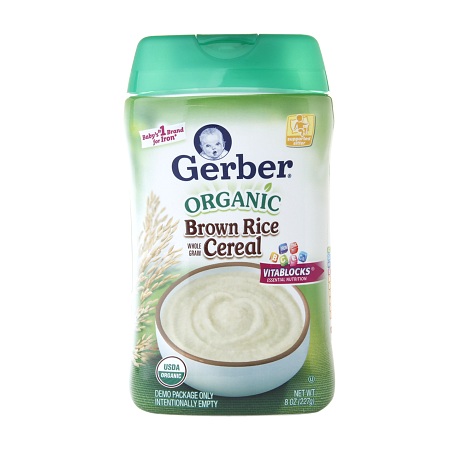 Baby's #1 Brand
for Iron*
Gerber®
ORGANIC
Brown Rice
WHOLE GRAIN Cereal
VITABLOCKS®
ESSENTIAL NUTRITION
USDA
ORGANIC
DEMO PACKAGE ONLY
INTENTIONALLY EMPTY
NET WT
8 OZ (227g)